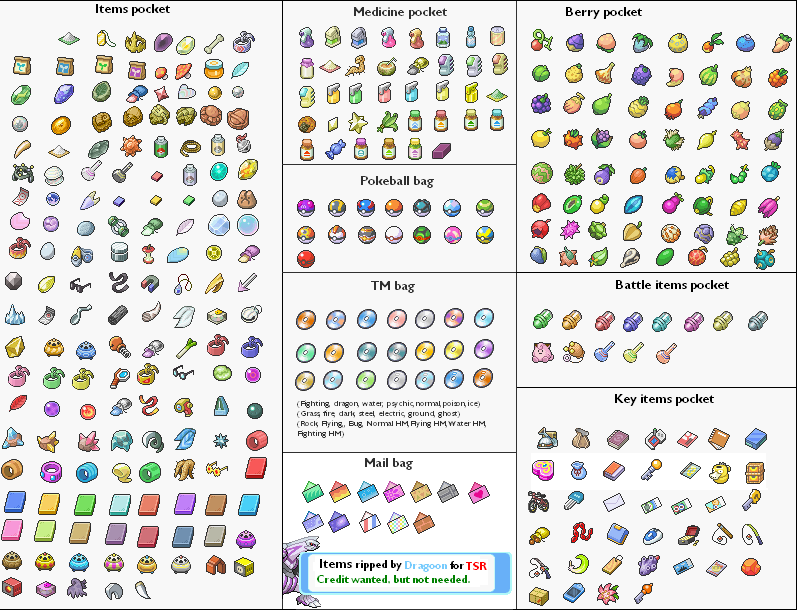 Items pocket
Medicine pocket
Berry pocket
Pokeball bag
TM bag
(Fighting, dragon, water, psychic, normal, poison, ice)
(Grass, fire, dark, steel, electric, ground, ghost)
(Rock, Flying,, Bug, Normal HM, Flying HM, Water HM,
Fighting HM)
Battle items pocket
Key items pocket
Mail bag
Items ripped by Dragoon for TSR
Credit wanted. but not needed.